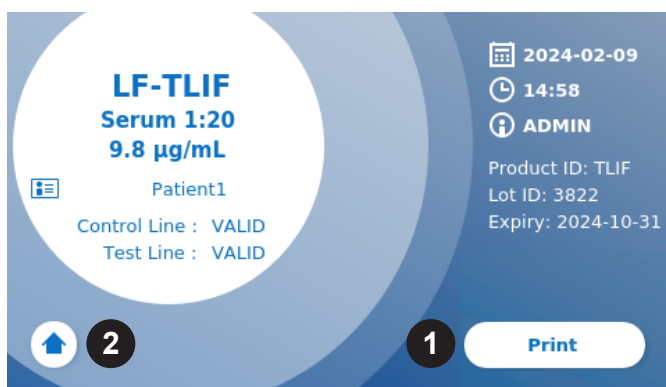 LF-TLIF
Serum 1:20
9.8 µg/mL
Patient1
Control Line : VALID
Test Line : VALID
2024-02-09
14:58
ADMIN
Product ID: TLIF
Lot ID: 3822
Expiry: 2024-10-31
2
1
Print